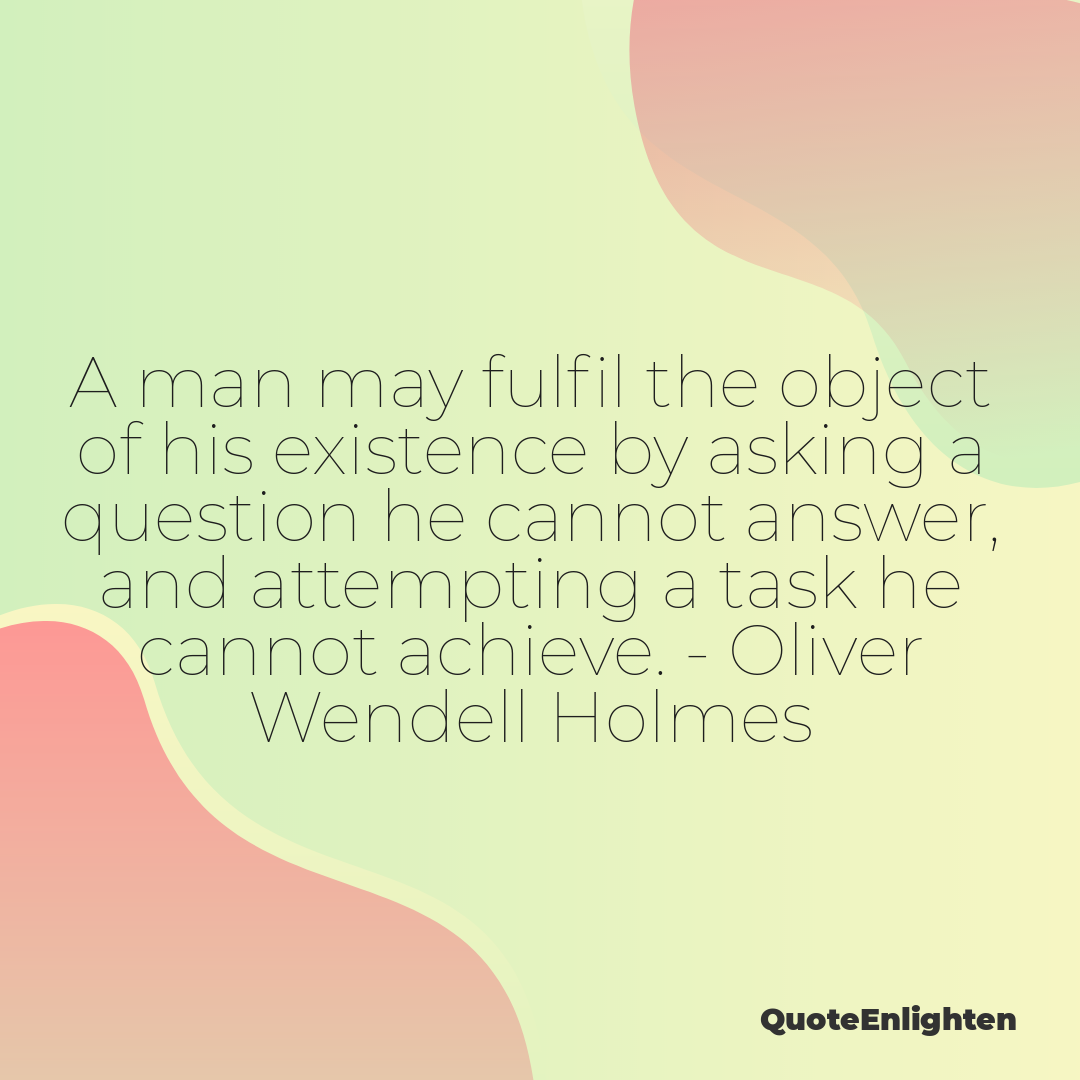 A man may fulfil the object
of his existence by asking a
question he cannot answer,
and attempting a task he
cannot achieve. - Oliver
Wendell Holmes
QuoteEnlighten